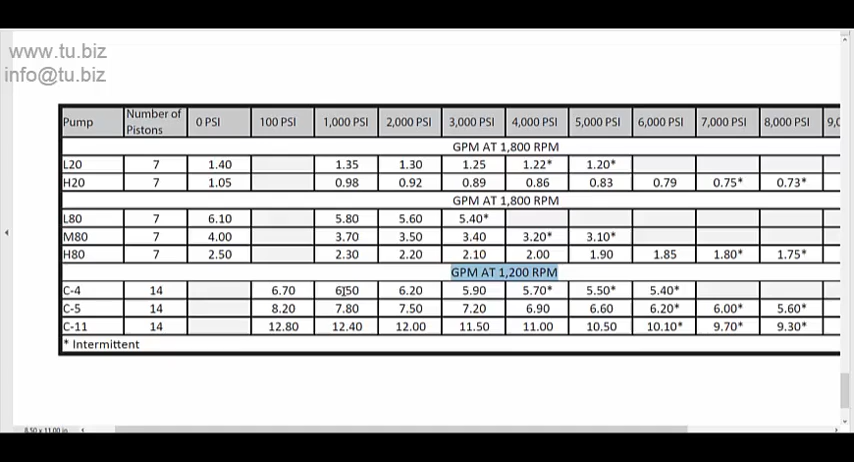 www.tu.biz
info@tu.biz
Pump Number of Pistons 0 PSI 100 PSI 1,000 PSI 2,000 PSI 3,000 PSI 4,000 PSI 5,000 PSI 6,000 PSI 7,000 PSI 8,000 PSI
GPM AT 1,800 RPM
L20 7 1.40 1.35 1.30 1.25 1.22* 1.20*
H20 7 1.05 0.98 0.92 0.89 0.86 0.83 0.79 0.75* 0.73*
GPM AT 1,800 RPM
L80 7 6.10 5.80 5.60 5.40*
M80 7 4.00 3.70 3.50 3.40 3.20* 3.10*
H80 7 2.50 2.30 2.20 2.10 2.00 1.90 1.85 1.80* 1.75*
GPM AT 1,200 RPM
C-4 14 6.70 6.50 6.20 5.90 5.70* 5.50* 5.40*
C-5 14 8.20 7.80 7.50 7.20 6.90 6.60 6.20* 6.00* 5.60*
C-11 14 12.80 12.40 12.00 11.50 11.00 10.50 10.10* 9.70* 9.30*
* Intermittent
8.50 x 11.00 in